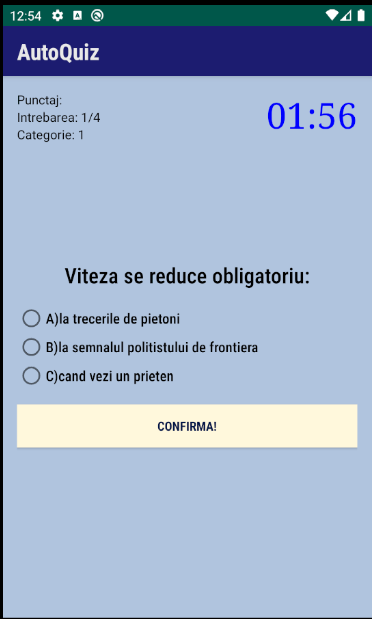 12:54
AutoQuiz
Punctaj:
Intrebarea: 1/4
Categorie: 1
01:56
Viteza se reduce obligatoriu:
A)la trecerile de pietoni
B)la semnalul politistului de frontiera
C)cand vezi un prieten
CONFIRMA!